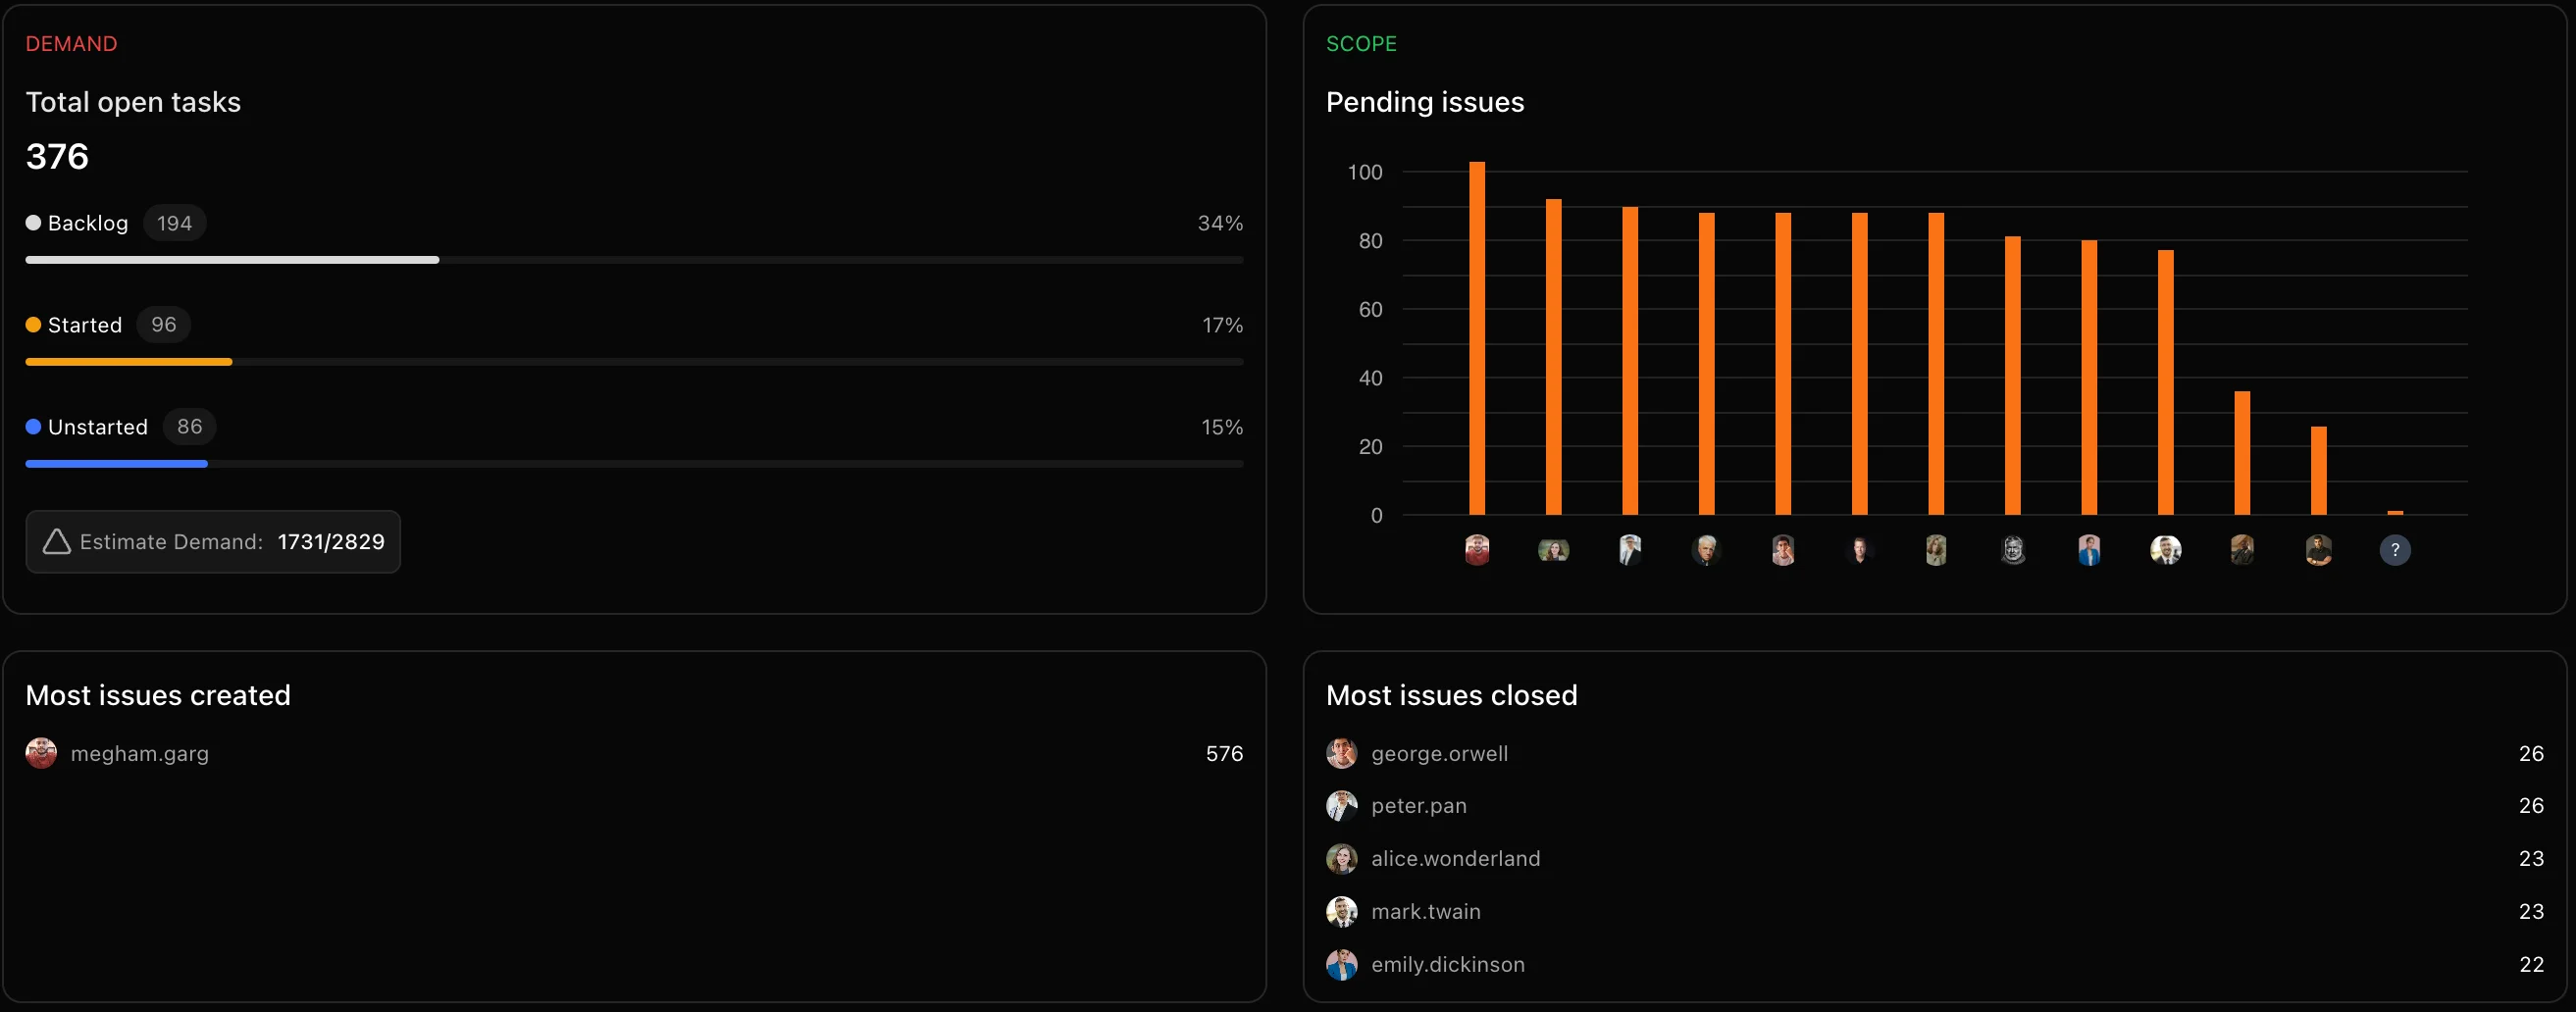 DEMAND
Total open tasks
376
Backlog 194 34%
Started 96 17%
Unstarted 86 15%
Estimate Demand: 1731/2829
SCOPE
Pending issues
100
80
60
40
20
0
?
Most issues created
megham.garg 576
Most issues closed
george.orwell 26
peter.pan 26
alice.wonderland 23
mark.twain 23
emily.dickinson 22